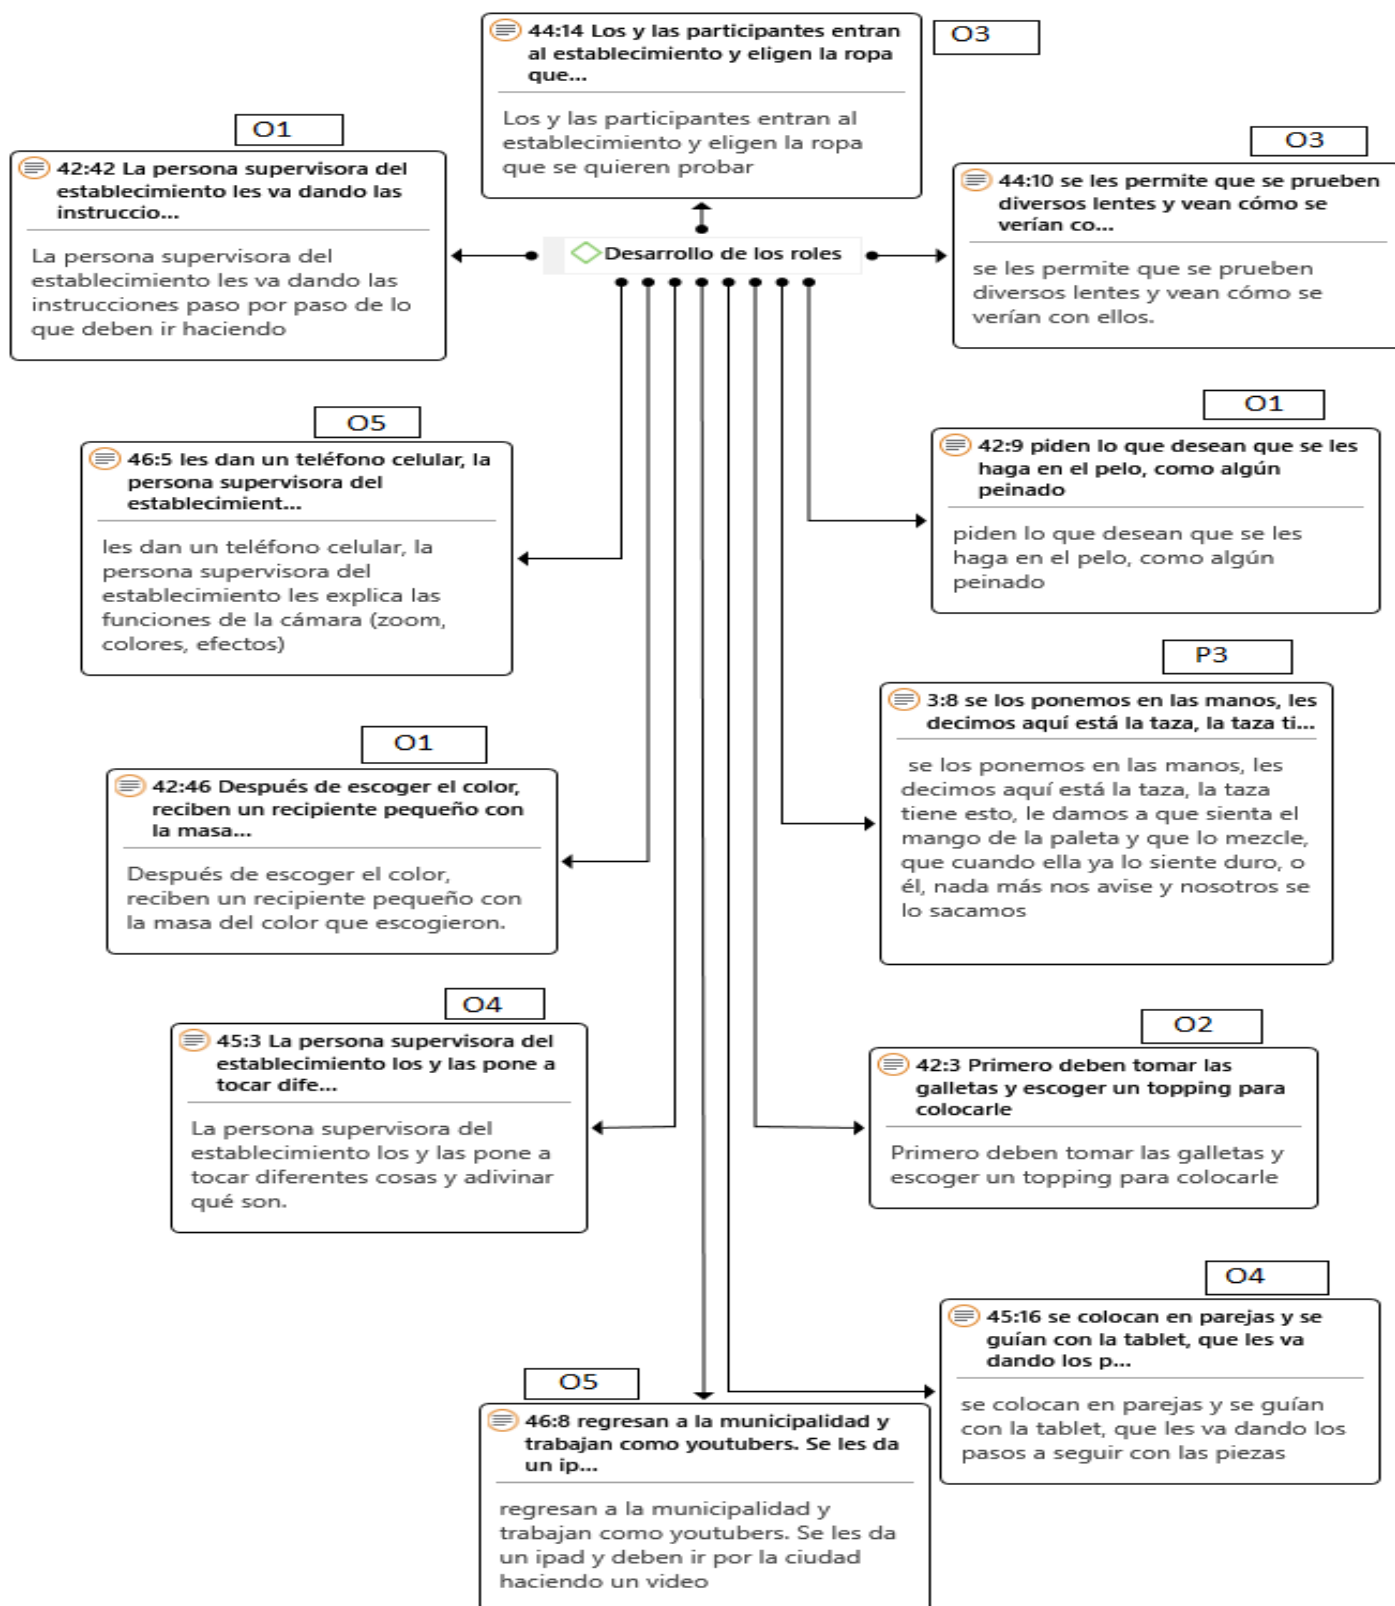 O3
44:14 Los y las participantes entran
al establecimiento y eligen la ropa
que...
Los y las participantes entran al
establecimiento y eligen la ropa
que se quieren probar
O1
42:42 La persona supervisora del
establecimiento les va dando las
instruccio...
La persona supervisora del
establecimiento les va dando las
instrucciones paso por paso de lo
que deben ir haciendo
O3
44:10 se les permite que se prueben
diversos lentes y vean cómo se
verían co...
se les permite que se prueben
diversos lentes y vean cómo se
verían con ellos.
Desarrollo de los roles
O5
46:5 les dan un teléfono celular, la
persona supervisora del
establecimient...
les dan un teléfono celular, la
persona supervisora del
establecimiento les explica las
funciones de la cámara (zoom,
colores, efectos)
O1
42:9 piden lo que desean que se les
haga en el pelo, como algún
peinado
piden lo que desean que se les
haga en el pelo, como algún
peinado
P3
3:8 se los ponemos en las manos, les
decimos aquí está la taza, la taza ti...
se los ponemos en las manos, les
decimos aquí está la taza, la taza
tiene esto, le damos a que sienta el
mango de la paleta y que lo mezcle,
que cuando ella ya lo siente duro, o
él, nada más nos avise y nosotros se
lo sacamos
O1
42:46 Después de escoger el color,
reciben un recipiente pequeño con
la masa...
Después de escoger el color,
reciben un recipiente pequeño con
la masa del color que escogieron.
O4
45:3 La persona supervisora del
establecimiento los y las pone a
tocar dife...
La persona supervisora del
establecimiento los y las pone a
tocar diferentes cosas y adivinar
qué son.
O2
42:3 Primero deben tomar las
galletas y escoger un topping para
colocarle
Primero deben tomar las galletas y
escoger un topping para colocarle
O4
45:16 se colocan en parejas y se
guían con la tablet, que les va
dando los p...
se colocan en parejas y se guían
con la tablet, que les va dando los
pasos a seguir con las piezas
O5
46:8 regresan a la municipalidad y
trabajan como youtubers. Se les da
un ip...
regresan a la municipalidad y
trabajan como youtubers. Se les da
un ipad y deben ir por la ciudad
haciendo un video